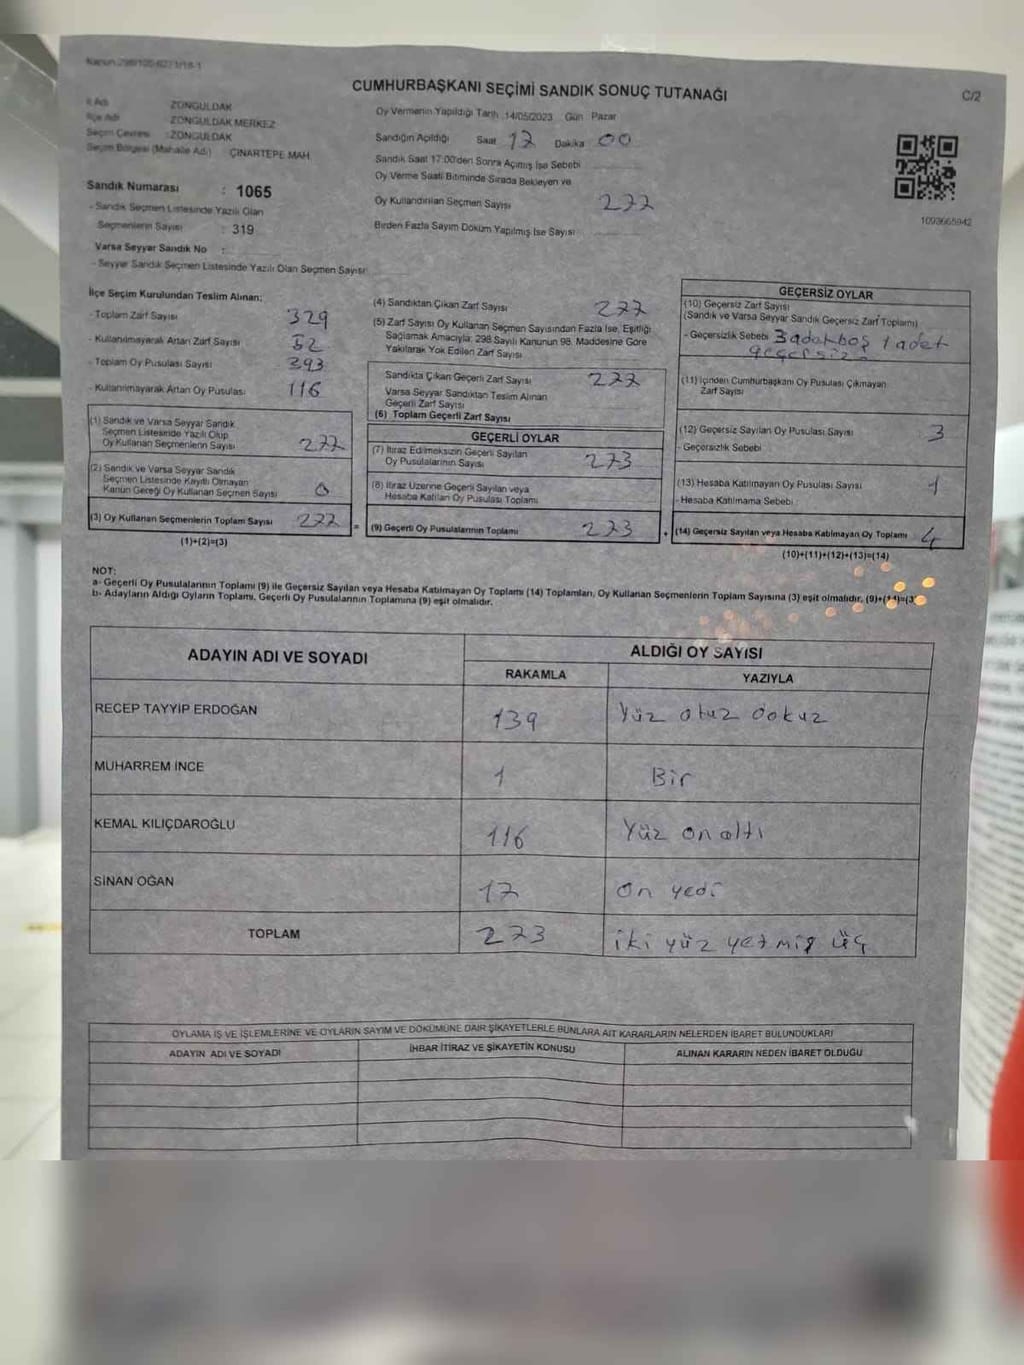 Kanun 298/105-6271/18-1
CUMHURBAŞKANI SEÇİMİ SANDIK SONUÇ TUTANAĞI
C/2
İl Adı ZONGULDAK
İlçe Adı ZONGULDAK MERKEZ
Seçim Çevresi : ZONGULDAK
Seçim Bölgesi (Mahalle Adı) ÇINARTEPE MAH.
Oy Vermenin Yapıldığı Tarih 14/05/2023 Gün Pazar
Sandığın Açıldığı Saat 17 Dakika 00
Sandık Saat 17:00'den Sonra Açılmış İse Sebebi
Oy Verme Saati Bitiminde Sırada Bekleyen ve
Oy Kullandırılan Seçmen Sayısı 277
Birden Fazla Sayım Döküm Yapılmış İse Sayısı
1093665942
Sandık Numarası : 1065
- Sandık Seçmen Listesinde Yazılı Olan
Seçmenlerin Sayısı : 319
Varsa Seyyar Sandık No :
- Seyyar Sandık Seçmen Listesinde Yazılı Olan Seçmen Sayısı
İlçe Seçim Kurulundan Teslim Alınan:
- Toplam Zarf Sayısı 329
- Kullanılmayarak Artan Zarf Sayısı 52
- Toplam Oy Pusulası Sayısı 393
- Kullanılmayarak Artan Oy Pusulası 116
(1) Sandık ve Varsa Seyyar Sandık
Seçmen Listesinde Yazılı Olup
Oy Kullanan Seçmenlerin Sayısı 277
(2) Sandık ve Varsa Seyyar Sandık
Seçmen Listesinde Kayıtlı Olmayan
Kanun Gereği Oy Kullanan Seçmen Sayısı 0
(3) Oy Kullanan Seçmenlerin Toplam Sayısı 277
(1)+(2)=(3)
(4) Sandıktan Çıkan Zarf Sayısı 277
(5) Zarf Sayısı Oy Kullanan Seçmen Sayısından Fazla İse, Eşitliği
Sağlamak Amacıyla; 298 Sayılı Kanunun 98. Maddesine Göre
Yakılarak Yok Edilen Zarf Sayısı
Sandıkta Çıkan Geçerli Zarf Sayısı 277
Varsa Seyyar Sandıktan Teslim Alınan
Geçerli Zarf Sayısı
(6) Toplam Geçerli Zarf Sayısı
GEÇERLİ OYLAR
(7) İtiraz Edilmeksizin Geçerli Sayılan
Oy Pusulalarının Sayısı 273
(8) İtiraz Üzerine Geçerli Sayılan veya
Hesaba Katılan Oy Pusulası Toplamı
= (9) Geçerli Oy Pusulalarının Toplamı 273
GEÇERSİZ OYLAR
(10) Geçersiz Zarf Sayısı
(Sandık ve Varsa Seyyar Sandık Geçersiz Zarf Toplamı)
- Geçersizlik Sebebi 3 adet boş 1 adet
geçersiz
(11) İçinden Cumhurbaşkanı Oy Pusulası Çıkmayan
Zarf Sayısı
(12) Geçersiz Sayılan Oy Pusulası Sayısı 3
- Geçersizlik Sebebi
(13) Hesaba Katılmayan Oy Pusulası Sayısı 1
- Hesaba Katılmama Sebebi
+ (14) Geçersiz Sayılan veya Hesaba Katılmayan Oy Toplamı 4
(10)+(11)+(12)+(13)=(14)
NOT:
a- Geçerli Oy Pusulalarının Toplamı (9) ile Geçersiz Sayılan veya Hesaba Katılmayan Oy Toplamı (14) Toplamları, Oy Kullanan Seçmenlerin Toplam Sayısına (3) eşit olmalıdır. (9)+(14)=(3)
b- Adayların Aldığı Oyların Toplamı, Geçerli Oy Pusulalarının Toplamına (9) eşit olmalıdır.
ADAYIN ADI VE SOYADI
ALDIĞI OY SAYISI
RAKAMLA YAZIYLA
RECEP TAYYİP ERDOĞAN 139 Yüz otuz dokuz
MUHARREM İNCE 1 Bir
KEMAL KILIÇDAROĞLU 116 Yüz on altı
SİNAN OĞAN 17 On yedi
TOPLAM 273 iki yüz yetmiş üç
OYLAMA İŞ VE İŞLEMLERİNE VE OYLARIN SAYIM VE DÖKÜMÜNE DAİR ŞİKAYETLERLE BUNLARA AİT KARARLARIN NELERDEN İBARET BULUNDUKLARI
ADAYIN ADI VE SOYADI İHBAR İTİRAZ VE ŞİKAYETİN KONUSU ALINAN KARARIN NEDEN İBARET OLDUĞU